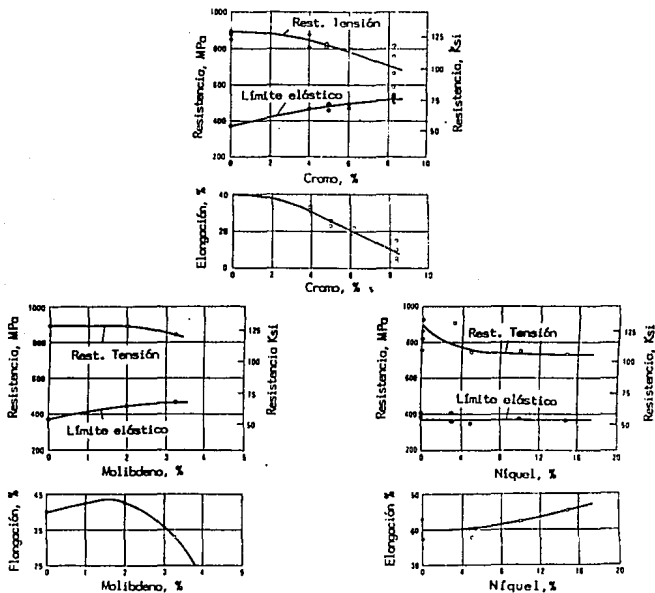 1000
800
600
400
200
Resistencia, MPa
Rest. Tensión
Límite elástico
125
100
75
50
Resistencia, Ksi
0 2 4 6 8 10
Cromo, %
40
20
0
Elongación, %
0 2 4 6 8 10
Cromo, %
1000
800
600
400
200
Resistencia, MPa
Rest. Tensión
Límite elástico
125
100
75
50
Resistencia Ksi
0 1 2 3 4 5
Molibdeno, %
45
35
25
Elongación, %
0 1 2 3 4 5
Molibdeno, %
1000
800
600
400
200
Resistencia, MPa
Rest. Tensión
Límite elástico
125
100
75
50
Resistencia, Ksi
0 4 8 12 16 20
Níquel, %
30
Elongación %
0 4 8 12 16 20
Níquel,%